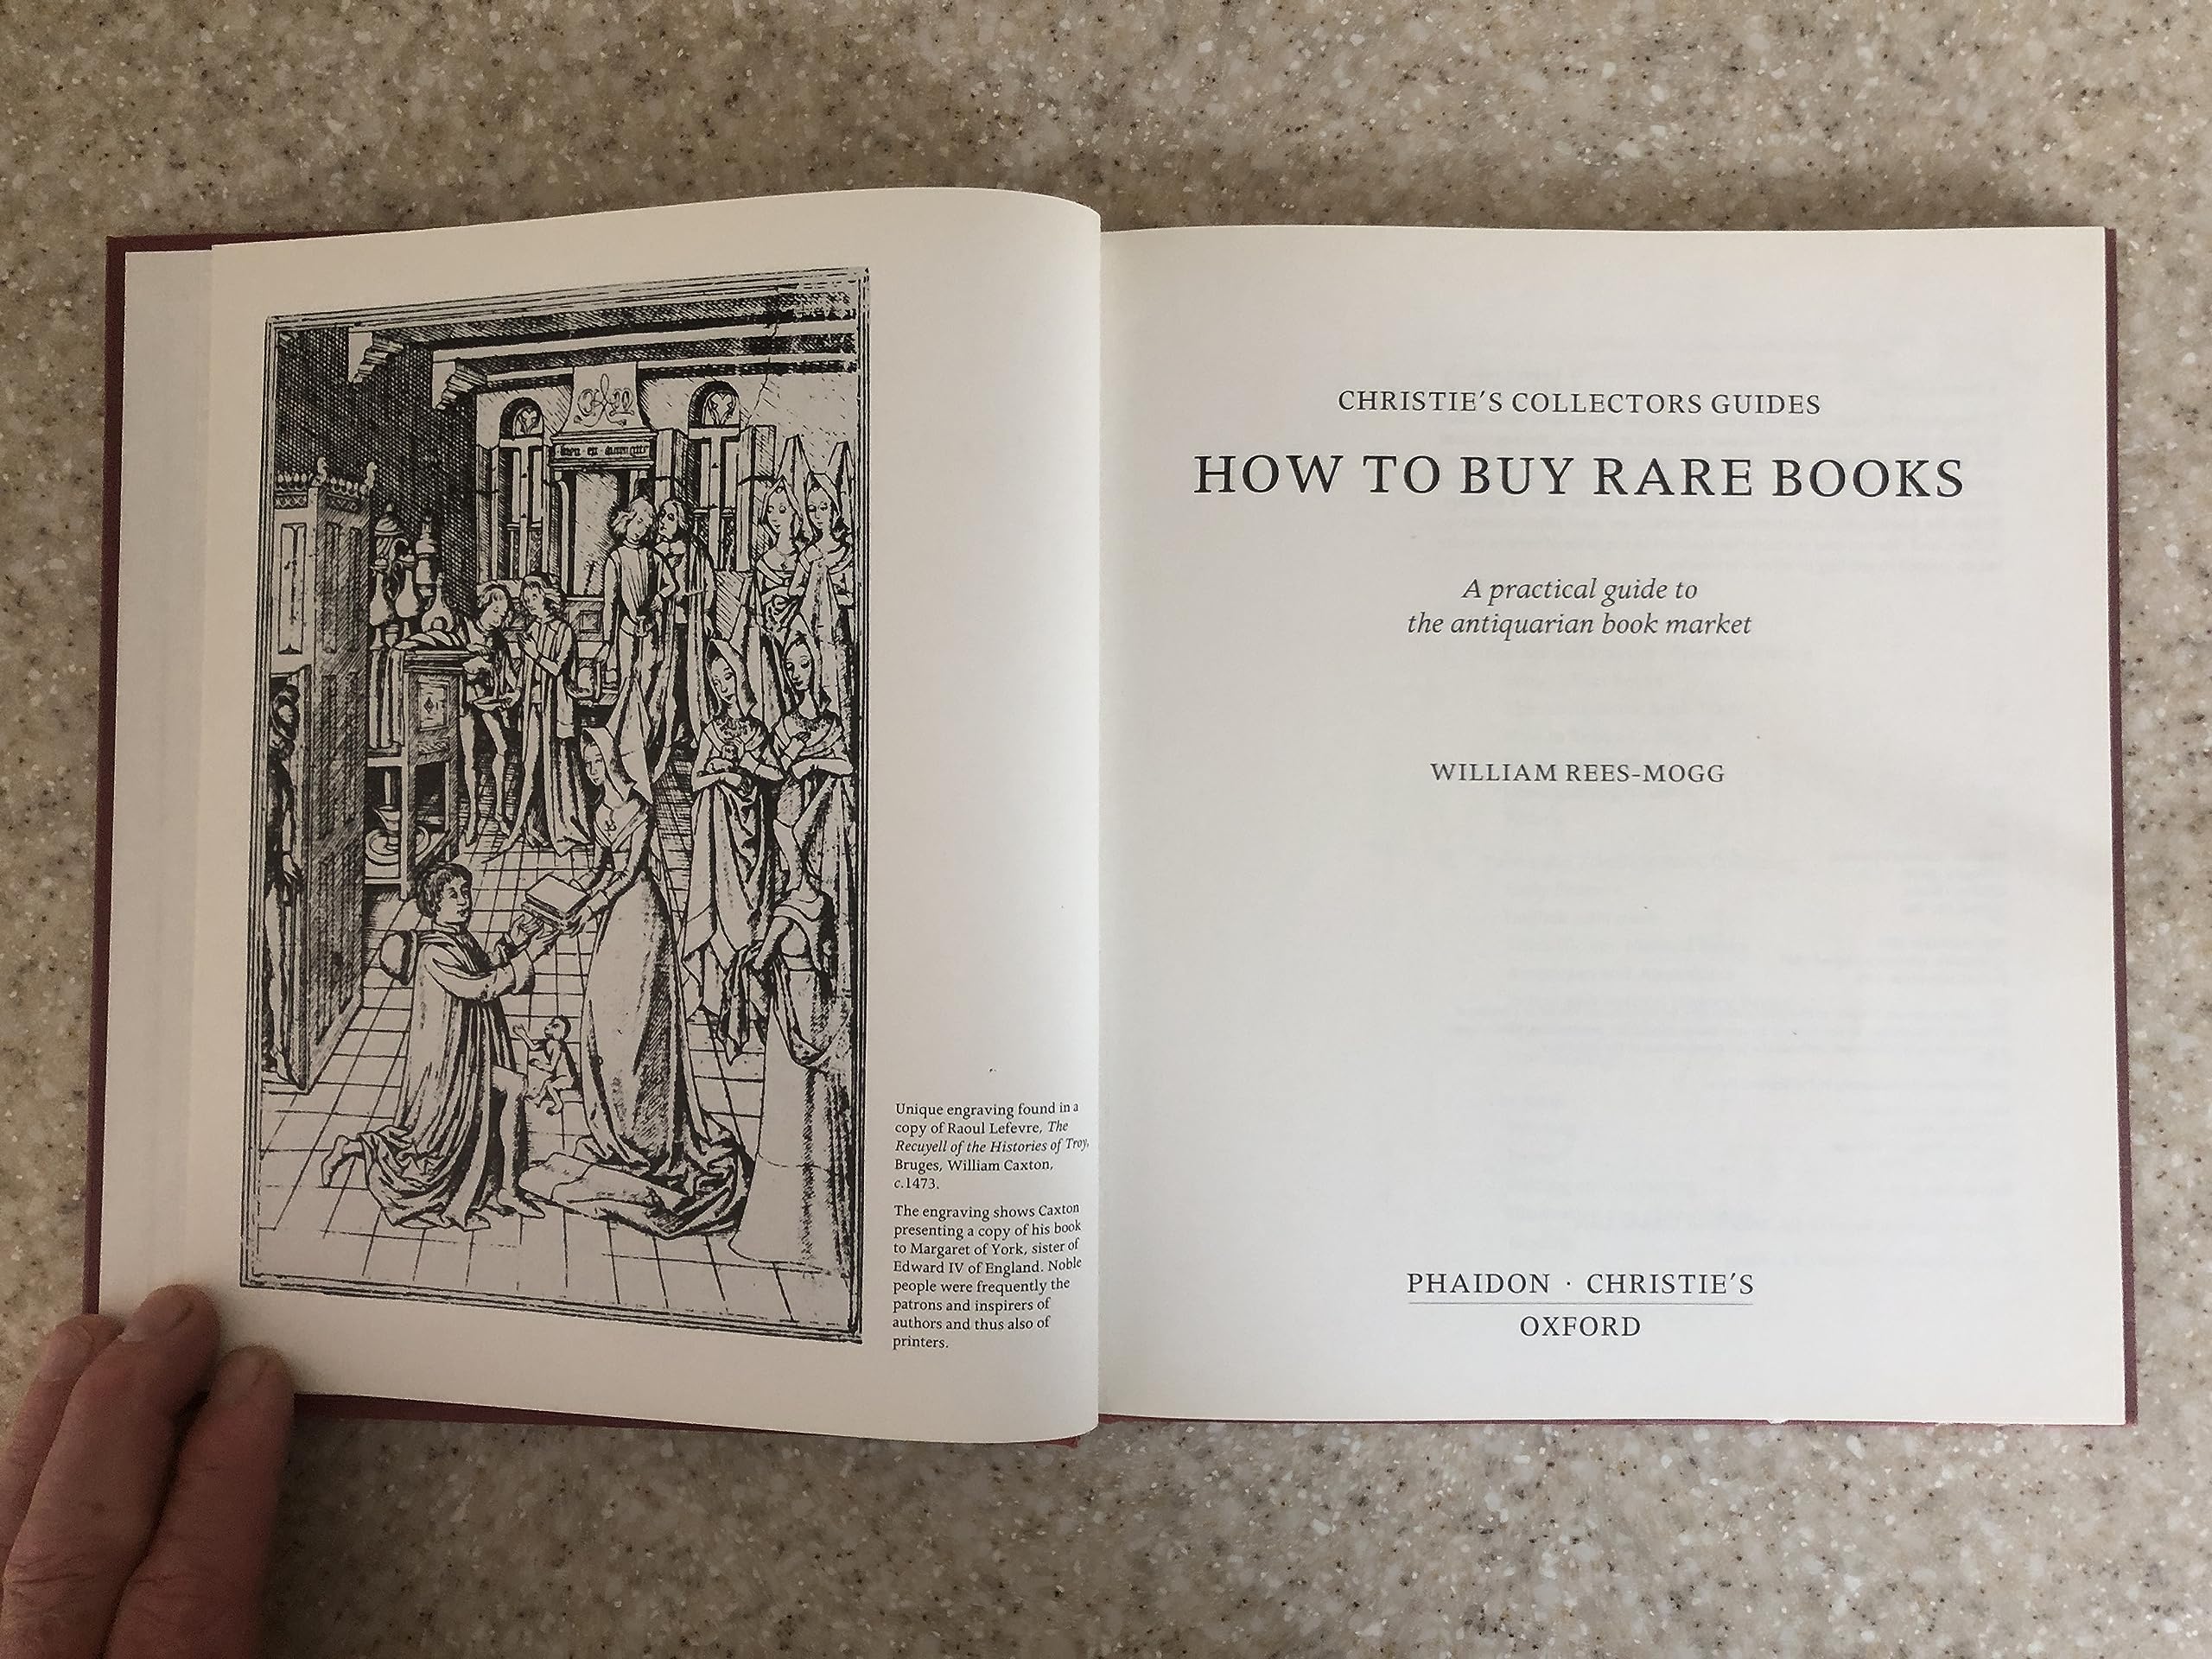 Unique engraving found in a
copy of Raoul Lefevre, The
Recuyell of the Histories of Troy,
Bruges, William Caxton,
c.1473.
The engraving shows Caxton
presenting a copy of his book
to Margaret of York, sister of
Edward IV of England. Noble
people were frequently the
patrons and inspirers of
authors and thus also of
printers.
CHRISTIE'S COLLECTORS GUIDES
HOW TO BUY RARE BOOKS
A practical guide to
the antiquarian book market
WILLIAM REES-MOGG
PHAIDON · CHRISTIE'S
OXFORD